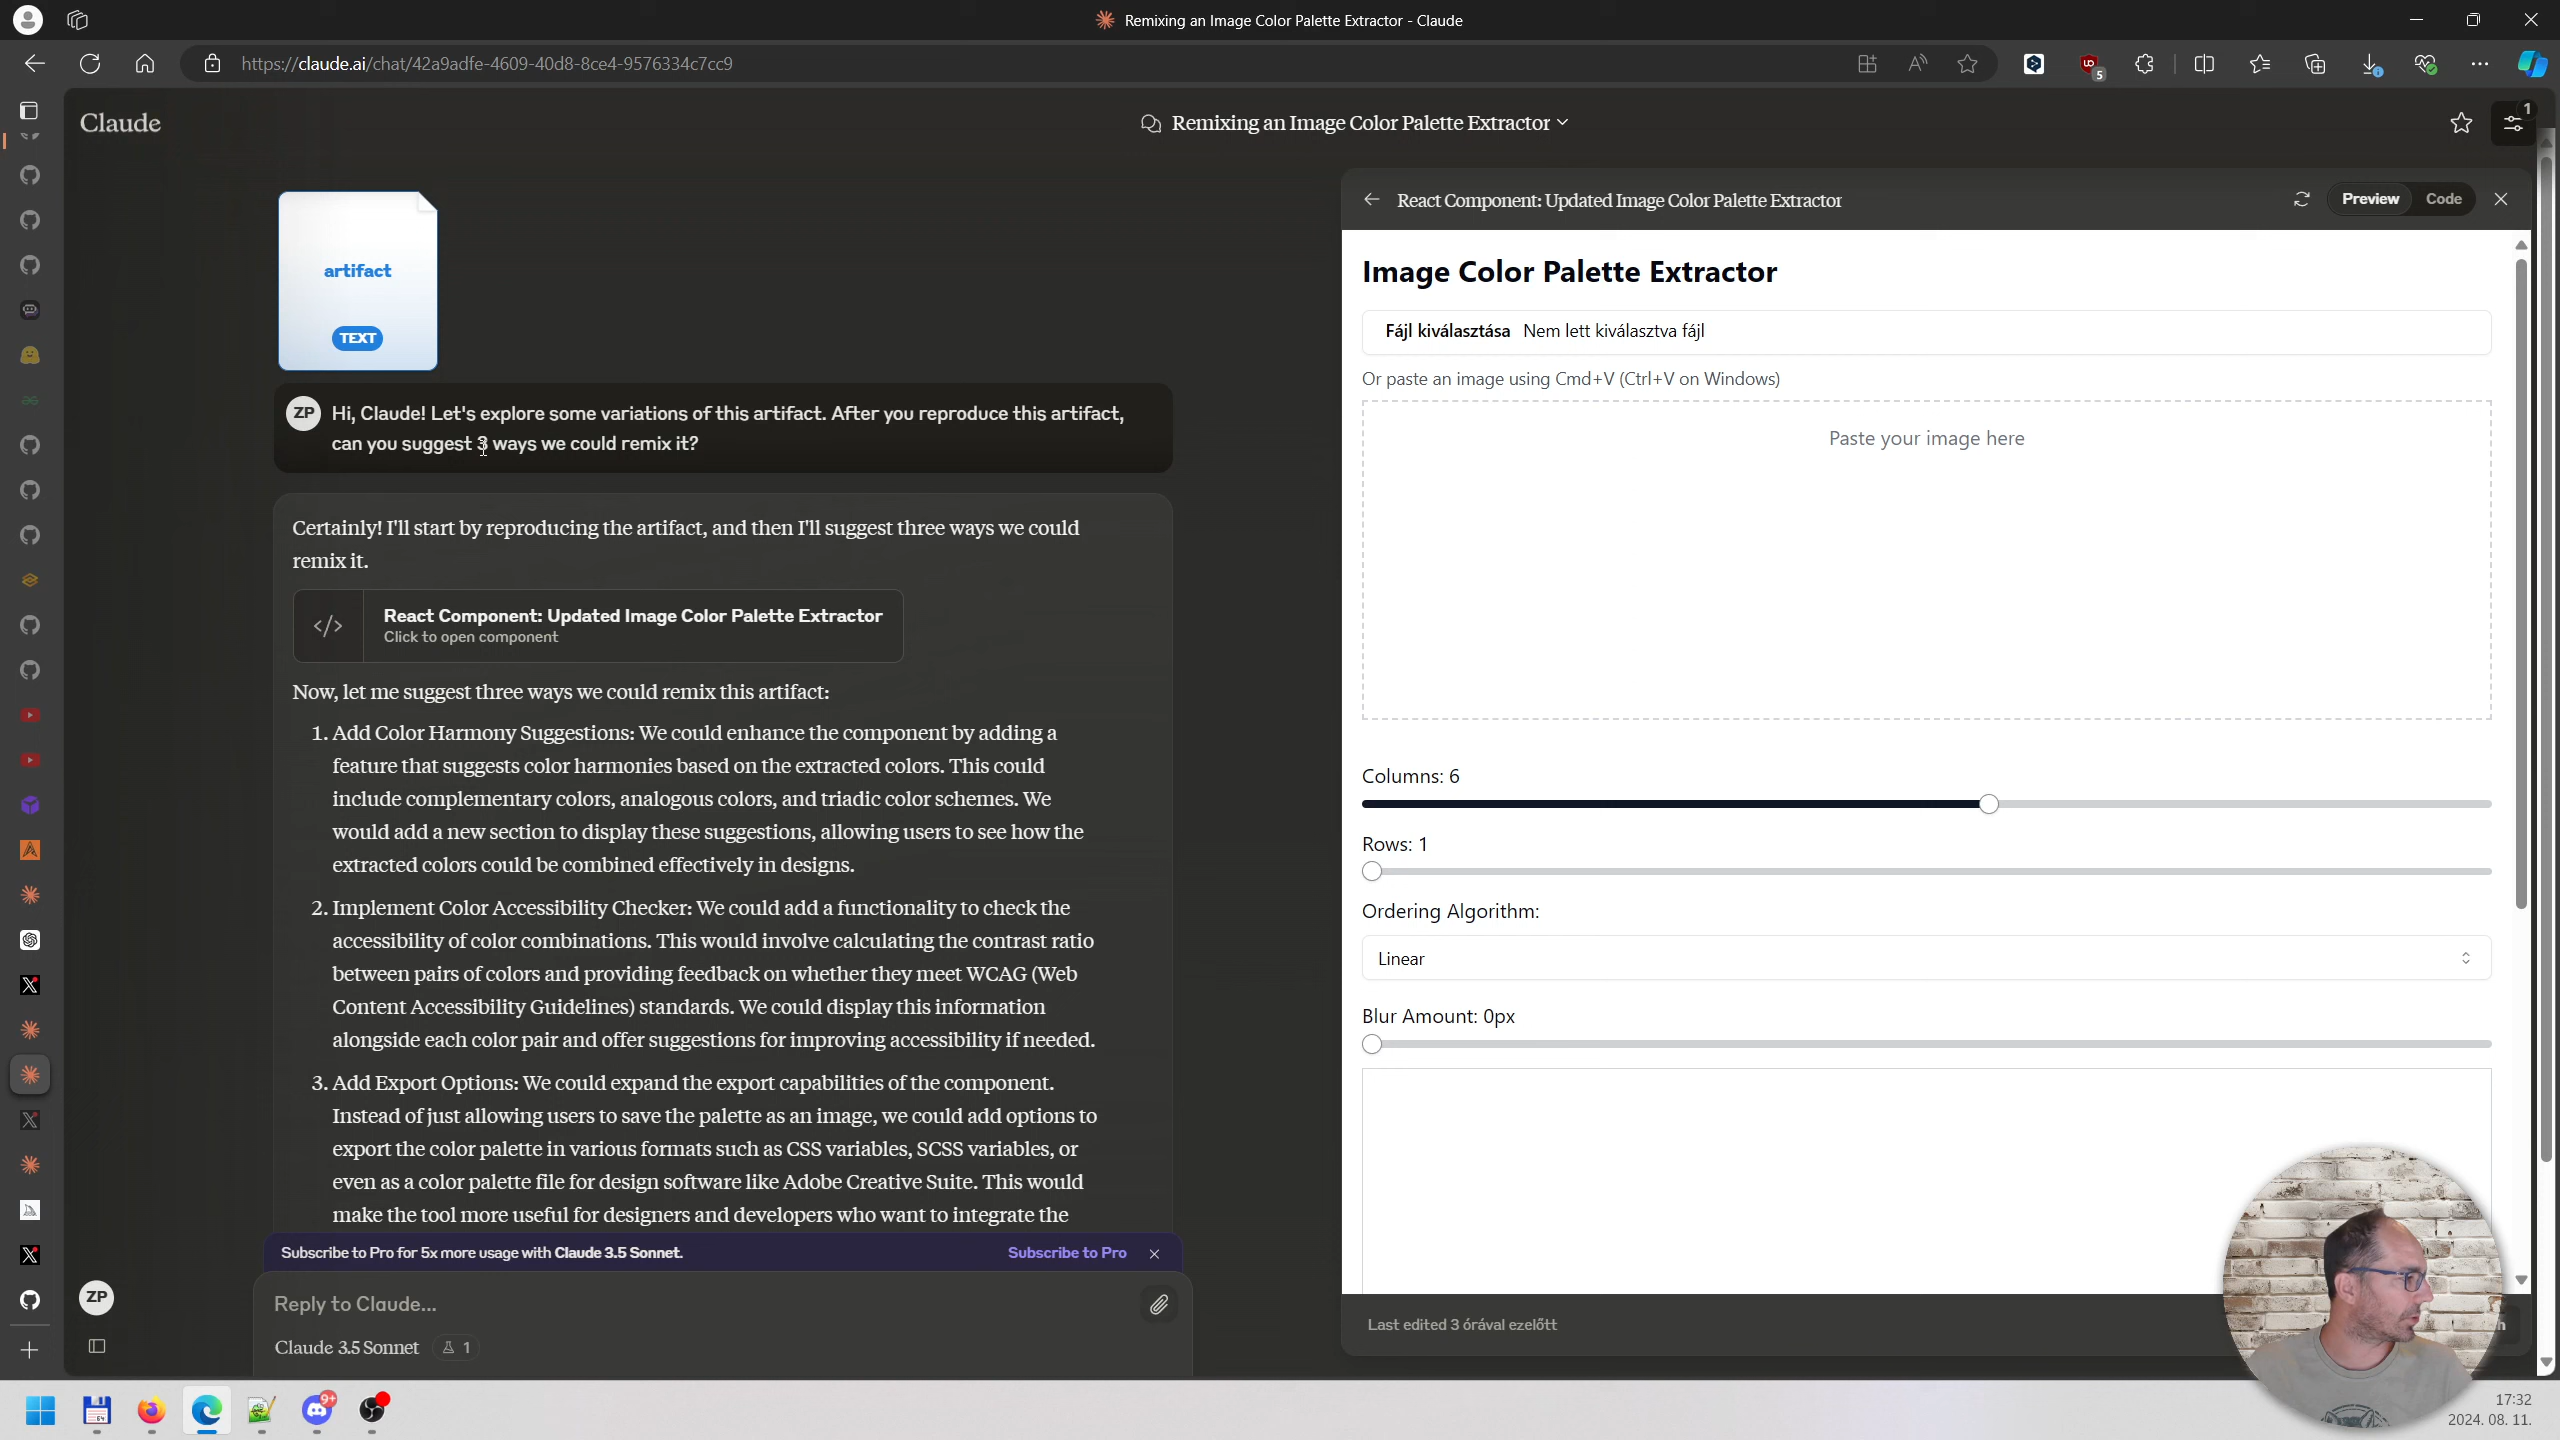 Remixing an Image Color Palette Extractor - Claude
https://claude.ai/chat/42a9adfe-4609-40d8-8ce4-9576334c7cc9
5
Claude
Remixing an Image Color Palette Extractor
1
artifact
TEXT
ZP
Hi, Claude! Let's explore some variations of this artifact. After you reproduce this artifact,
can you suggest 3 ways we could remix it?
Certainly! I'll start by reproducing the artifact, and then I'll suggest three ways we could
remix it.
</>
React Component: Updated Image Color Palette Extractor
Click to open component
Now, let me suggest three ways we could remix this artifact:
1. Add Color Harmony Suggestions: We could enhance the component by adding a
feature that suggests color harmonies based on the extracted colors. This could
include complementary colors, analogous colors, and triadic color schemes. We
would add a new section to display these suggestions, allowing users to see how the
extracted colors could be combined effectively in designs.
2. Implement Color Accessibility Checker: We could add a functionality to check the
accessibility of color combinations. This would involve calculating the contrast ratio
between pairs of colors and providing feedback on whether they meet WCAG (Web
Content Accessibility Guidelines) standards. We could display this information
alongside each color pair and offer suggestions for improving accessibility if needed.
3. Add Export Options: We could expand the export capabilities of the component.
Instead of just allowing users to save the palette as an image, we could add options to
export the color palette in various formats such as CSS variables, SCSS variables, or
even as a color palette file for design software like Adobe Creative Suite. This would
make the tool more useful for designers and developers who want to integrate the
Subscribe to Pro for 5x more usage with Claude 3.5 Sonnet.
Subscribe to Pro
Reply to Claude...
Claude 3.5 Sonnet
1
ZP
React Component: Updated Image Color Palette Extractor
Preview
Code
Image Color Palette Extractor
Fájl kiválasztása Nem lett kiválasztva fájl
Or paste an image using Cmd+V (Ctrl+V on Windows)
Paste your image here
Columns: 6
Rows: 1
Ordering Algorithm:
Linear
Blur Amount: 0px
Last edited 3 órával ezelőtt
64
9+
17:32
2024. 08. 11.